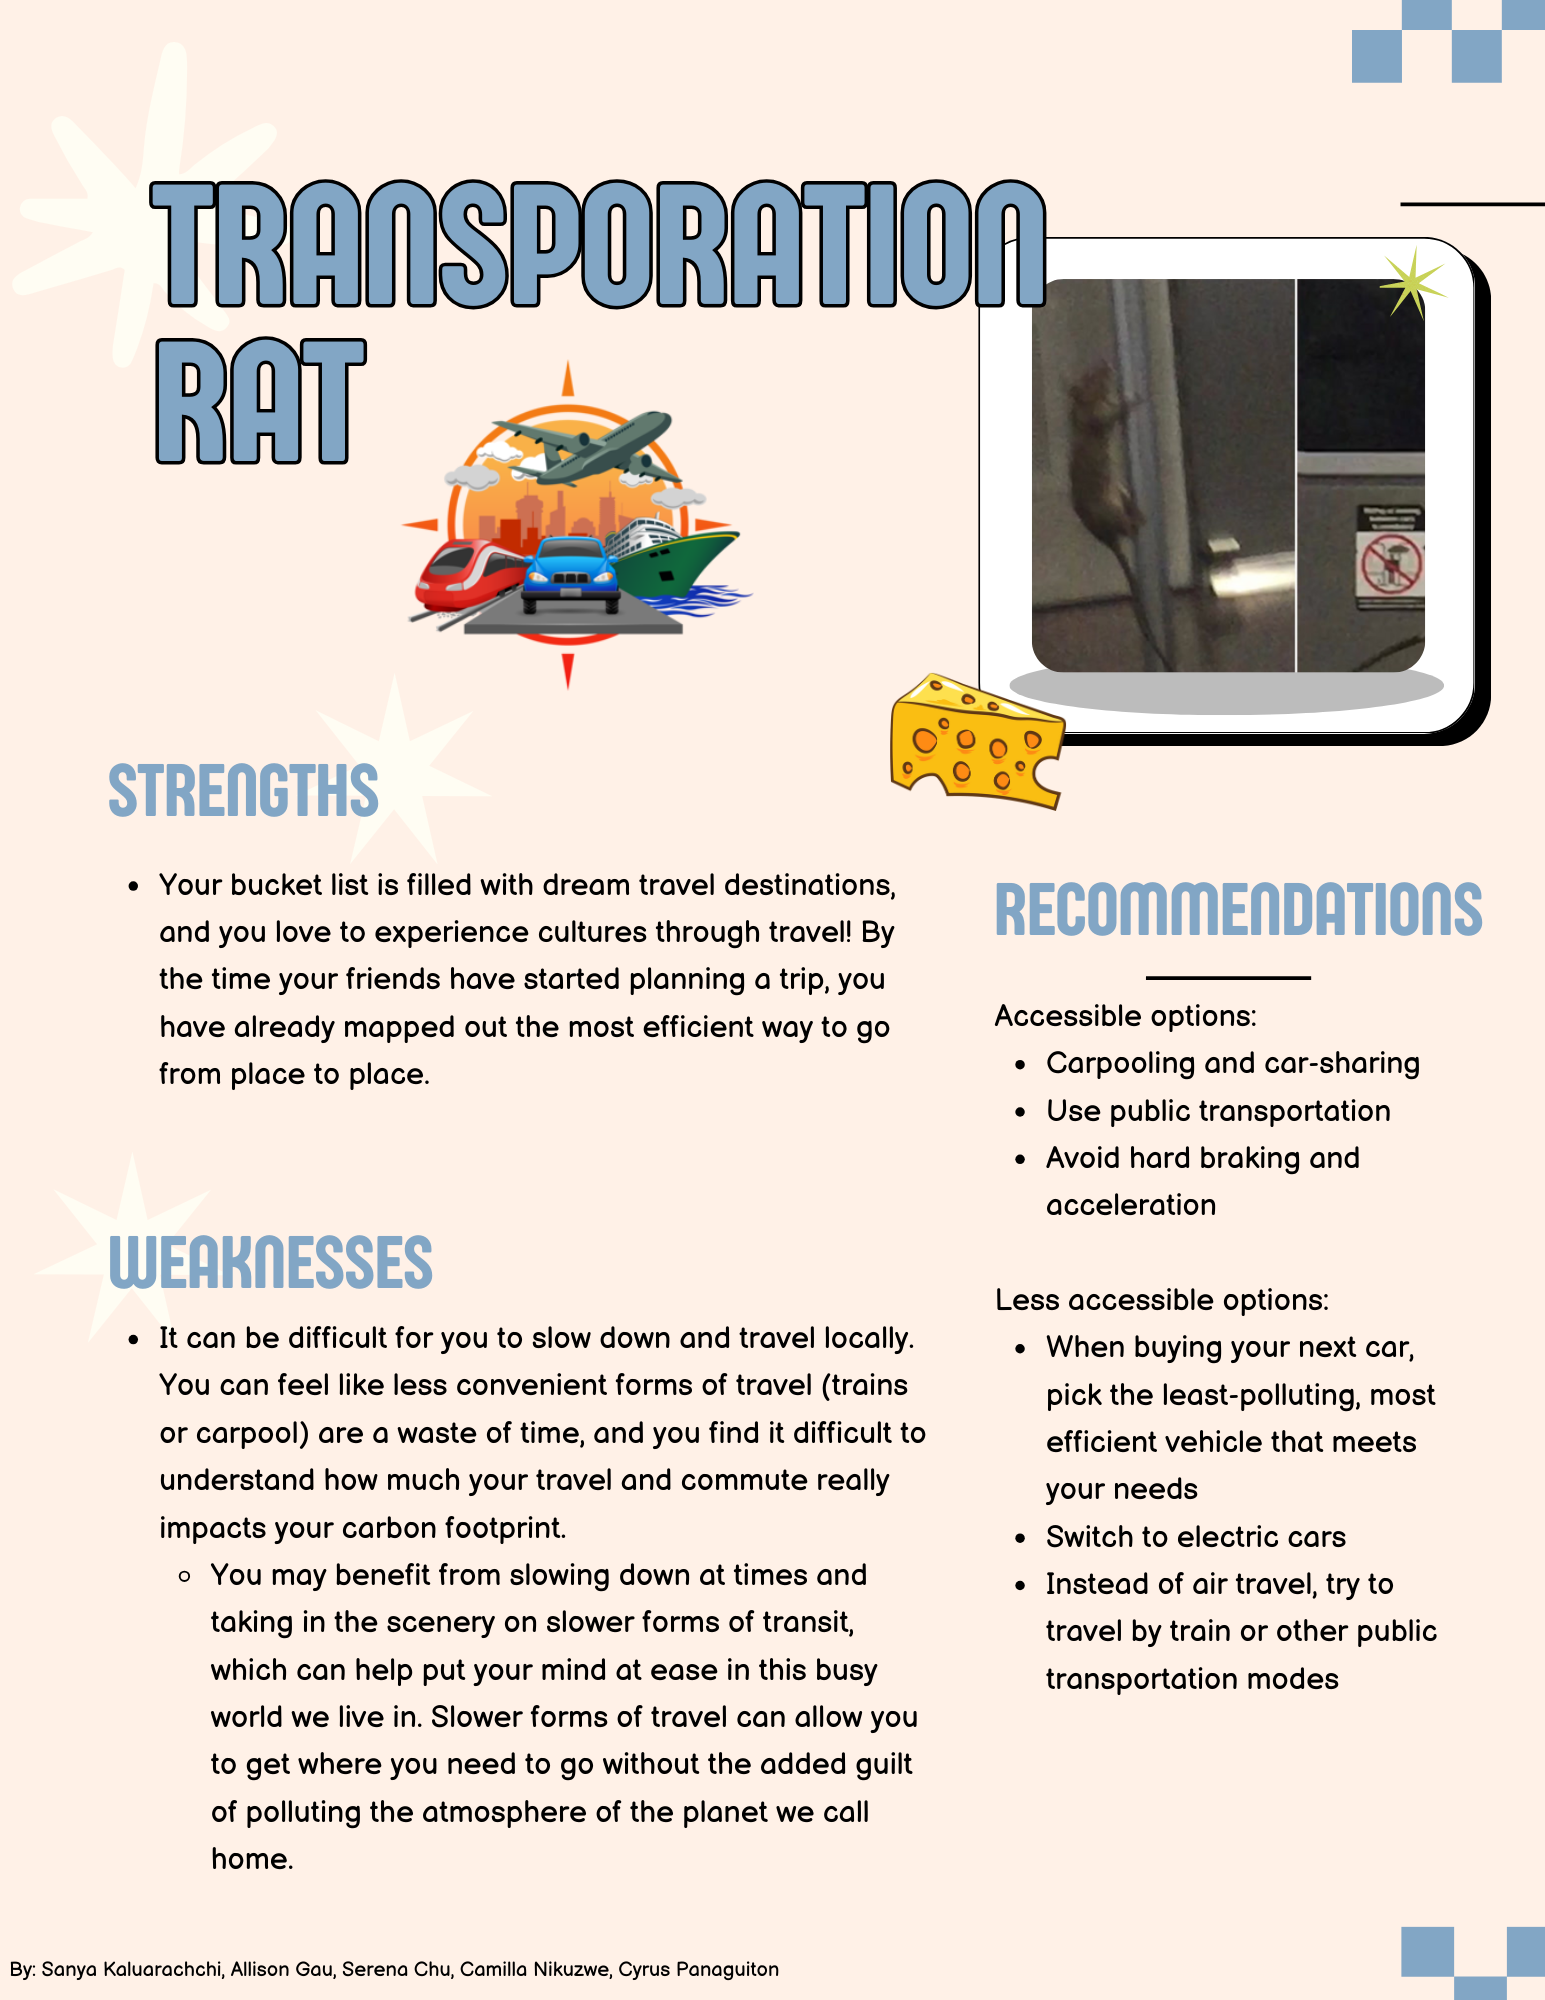 TRANSPORATION
RAT
STRENGTHS
• Your bucket list is filled with dream travel destinations,
and you love to experience cultures through travel! By
the time your friends have started planning a trip, you
have already mapped out the most efficient way to go
from place to place.
WEAKNESSES
• It can be difficult for you to slow down and travel locally.
You can feel like less convenient forms of travel (trains
or carpool) are a waste of time, and you find it difficult to
understand how much your travel and commute really
impacts your carbon footprint.
◦ You may benefit from slowing down at times and
taking in the scenery on slower forms of transit,
which can help put your mind at ease in this busy
world we live in. Slower forms of travel can allow you
to get where you need to go without the added guilt
of polluting the atmosphere of the planet we call
home.
RECOMMENDATIONS
Accessible options:
• Carpooling and car-sharing
• Use public transportation
• Avoid hard braking and
acceleration
Less accessible options:
• When buying your next car,
pick the least-polluting, most
efficient vehicle that meets
your needs
• Switch to electric cars
• Instead of air travel, try to
travel by train or other public
transportation modes
By: Sanya Kaluarachchi, Allison Gau, Serena Chu, Camilla Nikuzwe, Cyrus Panaguiton